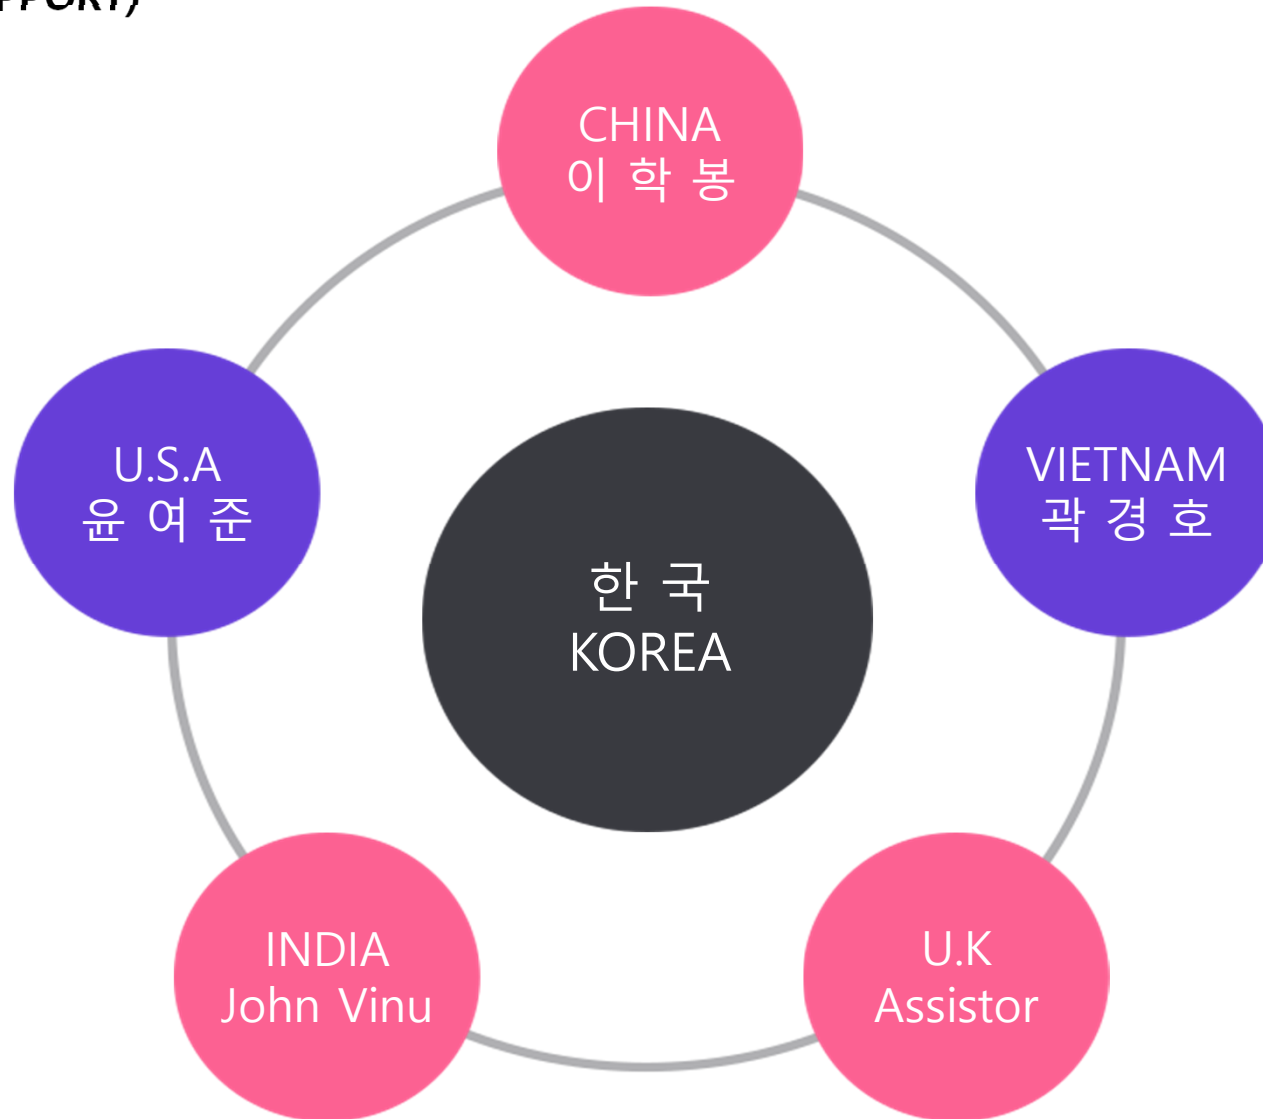 CHINA
이 학 봉
U.S.A
윤 여 준
VIETNAM
곽 경 호
한 국
KOREA
INDIA
John Vinu
U.K
Assistor